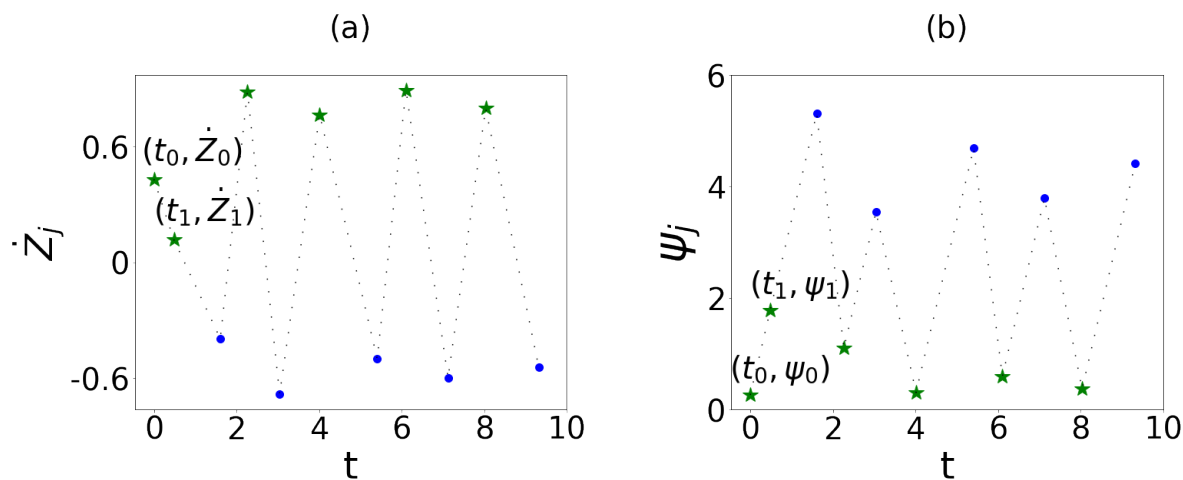 (a)
0.6
0
-0.6
Ż_j
(t_0, Ż_0)
(t_1, Ż_1)
0 2 4 6 8 10
t
(b)
6
4
2
0
ψ_j
(t_1, ψ_1)
(t_0, ψ_0)
0 2 4 6 8 10
t